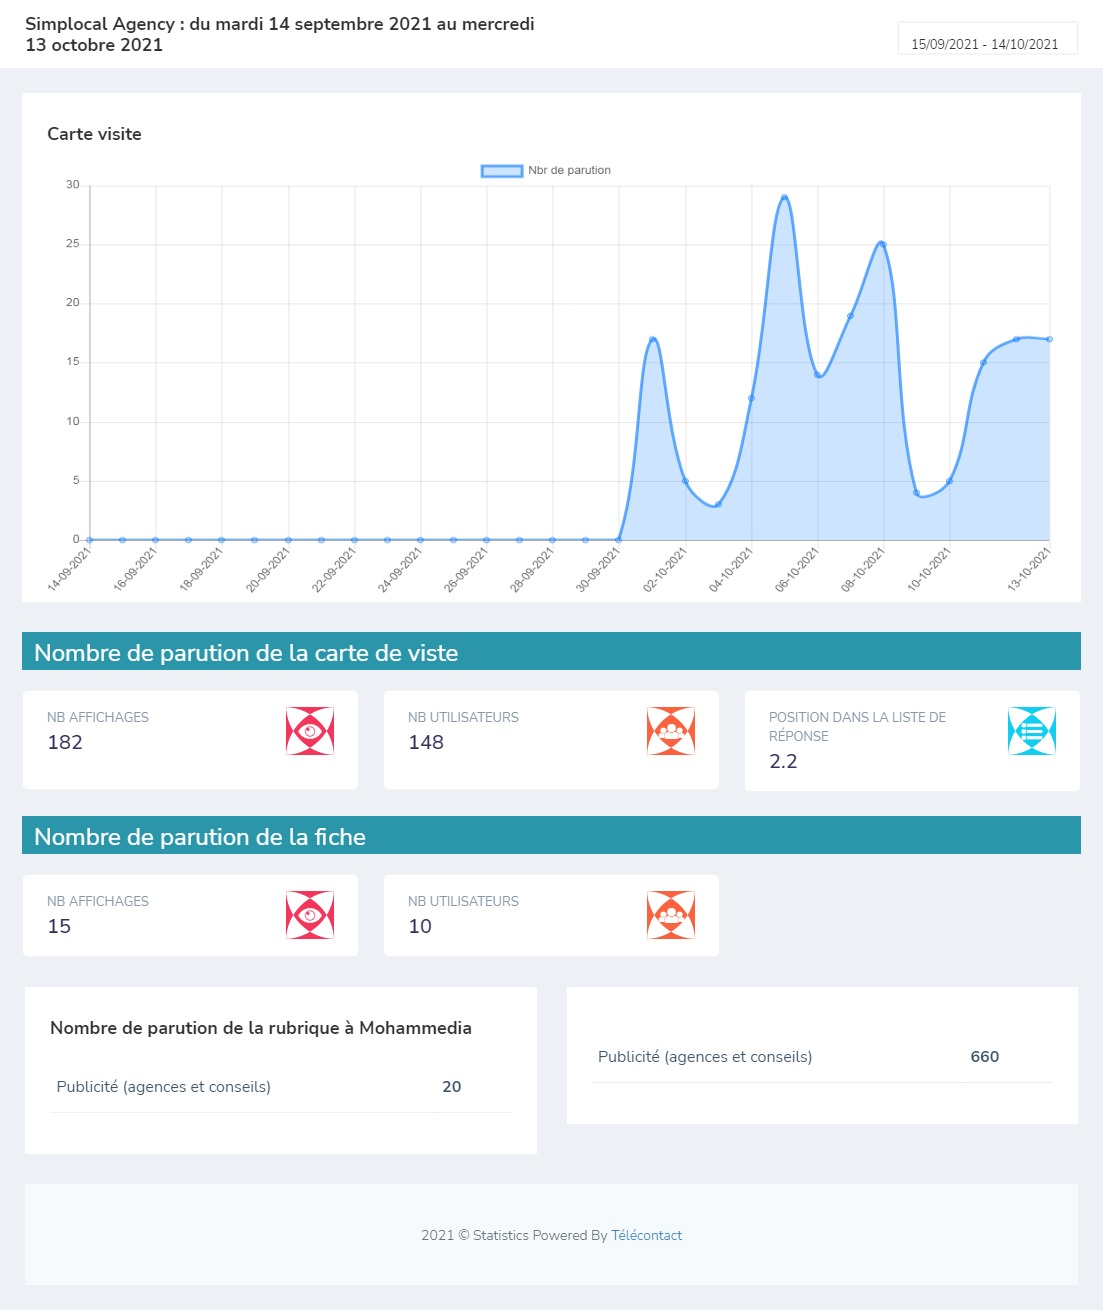 Simplocal Agency : du mardi 14 septembre 2021 au mercredi
13 octobre 2021
15/09/2021 - 14/10/2021
Carte visite
Nbr de parution
30
25
20
15
10
5
0
14-09-2021
16-09-2021
18-09-2021
20-09-2021
22-09-2021
24-09-2021
26-09-2021
28-09-2021
30-09-2021
02-10-2021
04-10-2021
06-10-2021
08-10-2021
10-10-2021
13-10-2021
Nombre de parution de la carte de viste
NB AFFICHAGES
182
NB UTILISATEURS
148
POSITION DANS LA LISTE DE
RÉPONSE
2.2
Nombre de parution de la fiche
NB AFFICHAGES
15
NB UTILISATEURS
10
Nombre de parution de la rubrique à Mohammedia
Publicité (agences et conseils) 20
Publicité (agences et conseils) 660
2021 © Statistics Powered By Télécontact